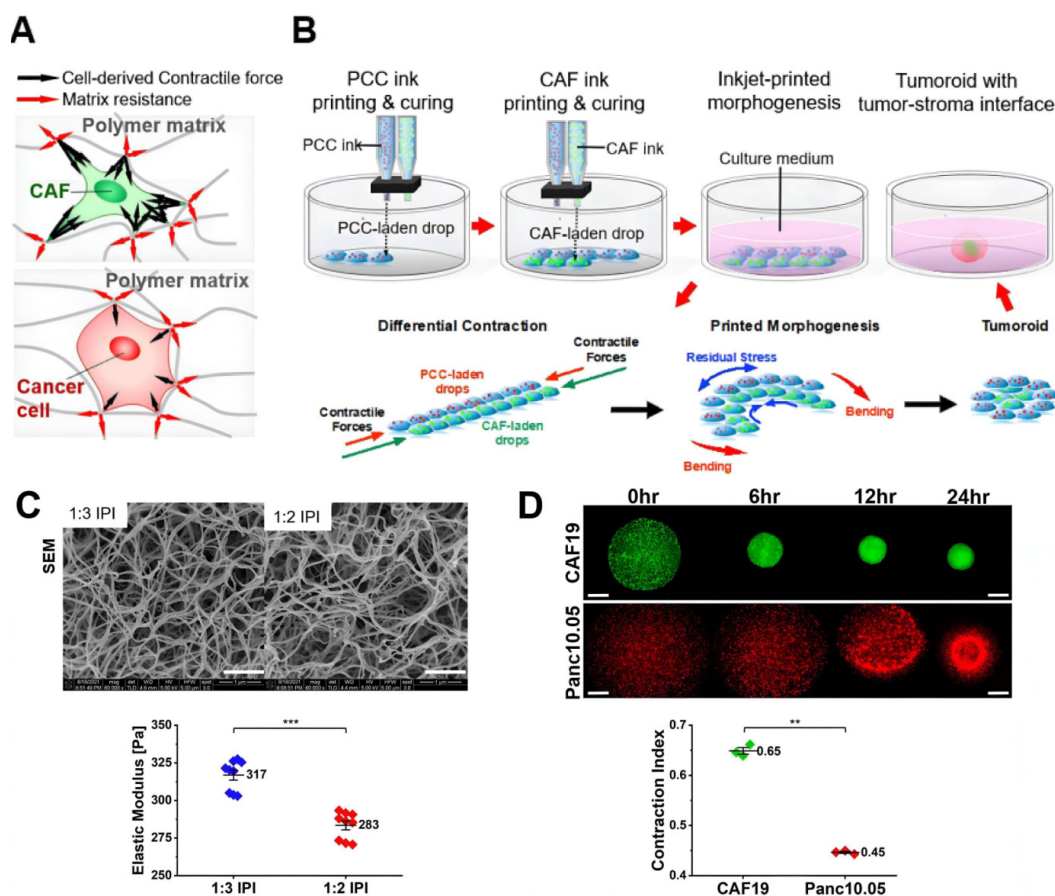 A
Cell-derived Contractile force
Matrix resistance
Polymer matrix
CAF
Polymer matrix
Cancer
cell
B
PCC ink
printing & curing
CAF ink
printing & curing
Inkjet-printed
morphogenesis
Tumoroid with
tumor-stroma interface
PCC ink
CAF ink
Culture medium
PCC-laden drop
CAF-laden drop
Differential Contraction
Printed Morphogenesis
Tumoroid
Contractile
Forces
PCC-laden
drops
Contractile
Forces
CAF-laden
drops
Residual Stress
Bending
Bending
C
1:3 IPI
1:2 IPI
SEM
Elastic Modulus [Pa]
350
325
300
275
250
***
317
283
1:3 IPI
1:2 IPI
D
0hr
6hr
12hr
24hr
CAF19
Panc10.05
Contraction Index
0.7
0.6
0.5
0.4
**
0.65
0.45
CAF19
Panc10.05